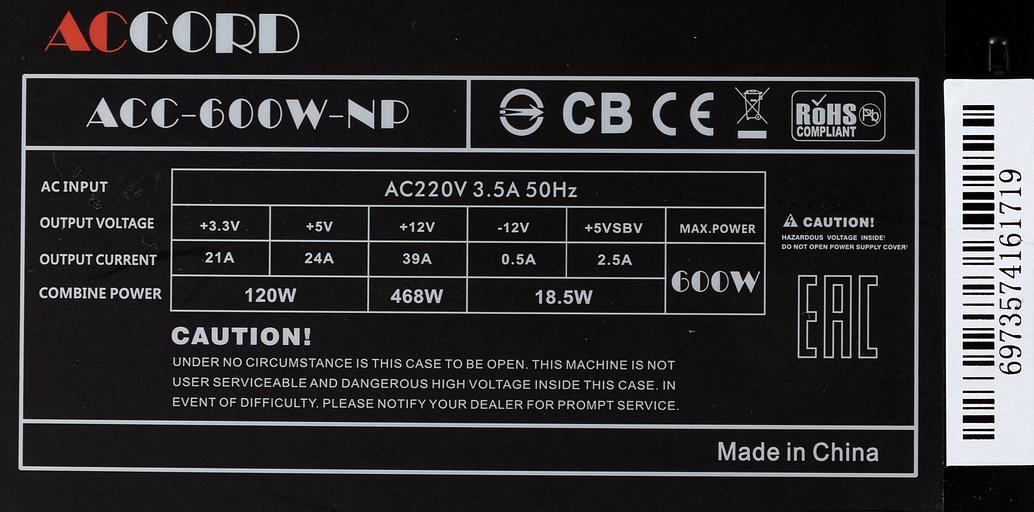 ACCORD
ACC-600W-NP
CB CE RoHS Pb
COMPLIANT
AC INPUT AC220V 3.5A 50Hz
OUTPUT VOLTAGE +3.3V +5V +12V -12V +5VSBV MAX.POWER
OUTPUT CURRENT 21A 24A 39A 0.5A 2.5A 600W
COMBINE POWER 120W 468W 18.5W
CAUTION!
HAZARDOUS VOLTAGE INSIDE!
DO NOT OPEN POWER SUPPLY COVER!
EAC
CAUTION!
UNDER NO CIRCUMSTANCE IS THIS CASE TO BE OPEN. THIS MACHINE IS NOT
USER SERVICEABLE AND DANGEROUS HIGH VOLTAGE INSIDE THIS CASE. IN
EVENT OF DIFFICULTY. PLEASE NOTIFY YOUR DEALER FOR PROMPT SERVICE.
Made in China
6973574161719